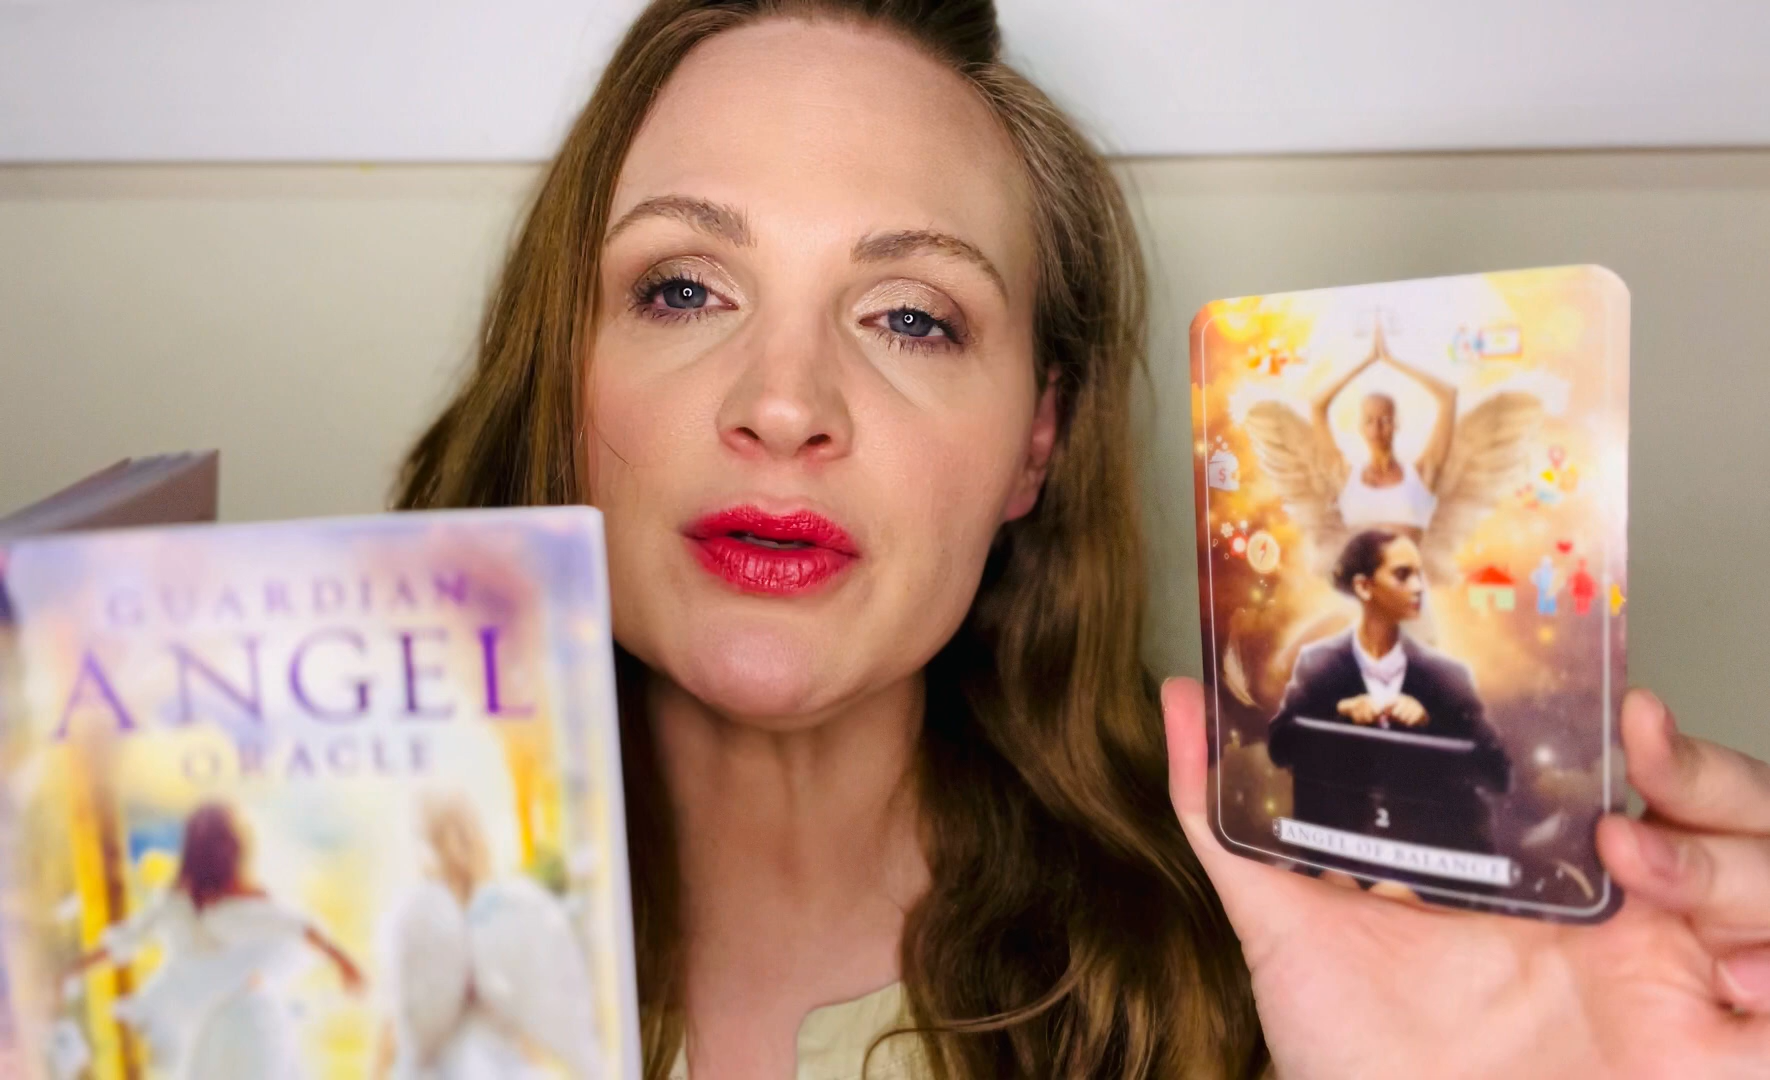 GUARDIAN
ANGEL
ORACLE
$
2
ANGEL OF BALANCE